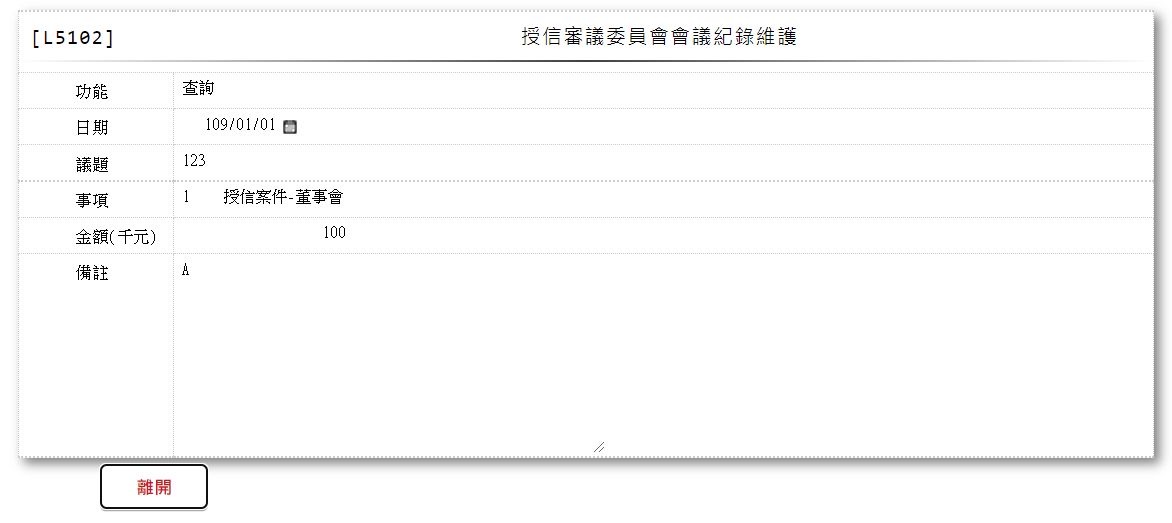 [L5102] 授信審議委員會會議紀錄維護
功能 查詢
日期 109/01/01
議題 123
事項 1 授信案件-董事會
金額(千元) 100
備註 A
離開